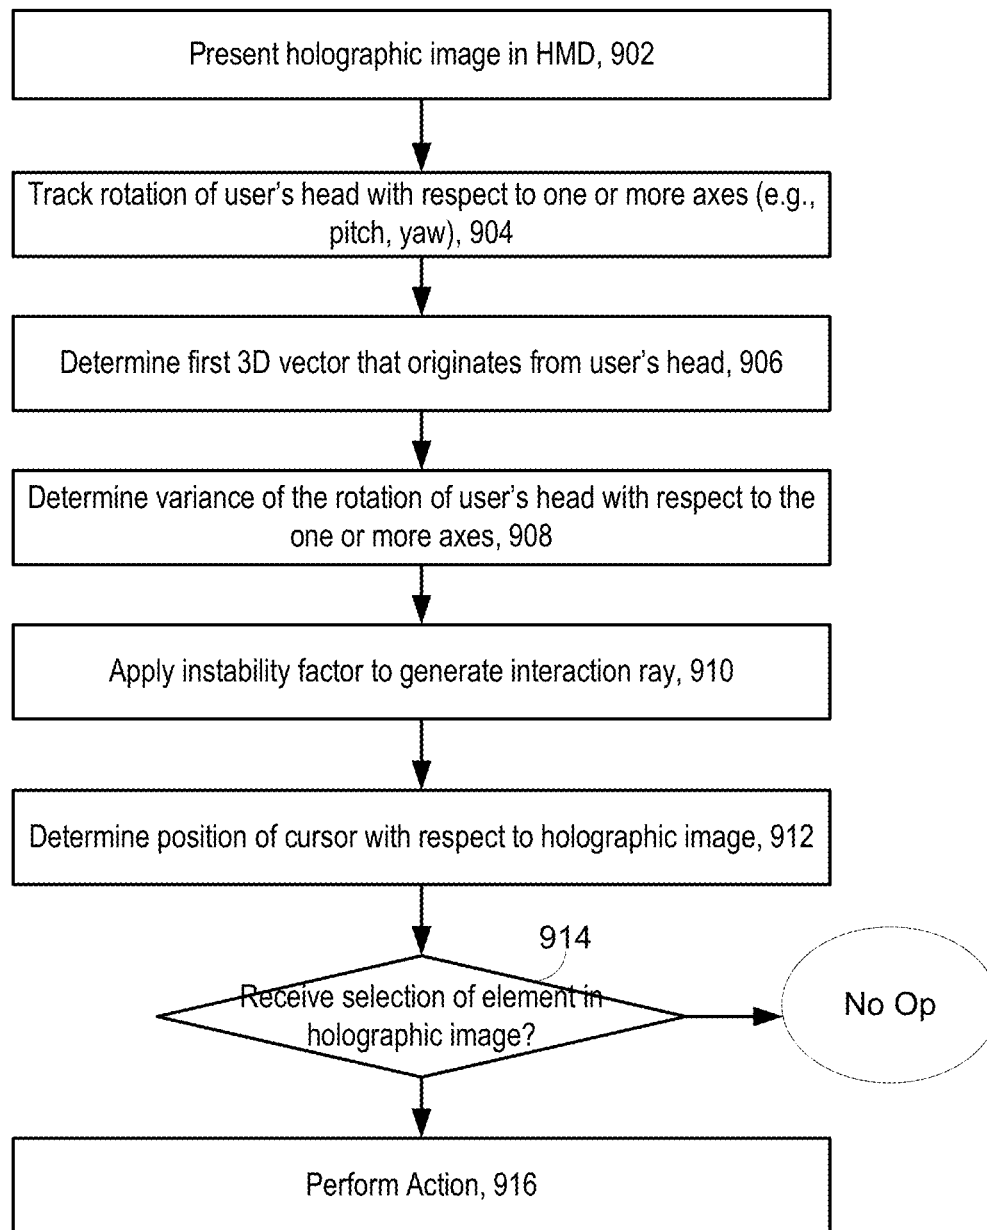 Present holographic image in HMD, 902
Track rotation of user's head with respect to one or more axes (e.g.,
pitch, yaw), 904
Determine first 3D vector that originates from user's head, 906
Determine variance of the rotation of user's head with respect to the
one or more axes, 908
Apply instability factor to generate interaction ray, 910
Determine position of cursor with respect to holographic image, 912
914
Receive selection of element in
holographic image?
No Op
Perform Action, 916